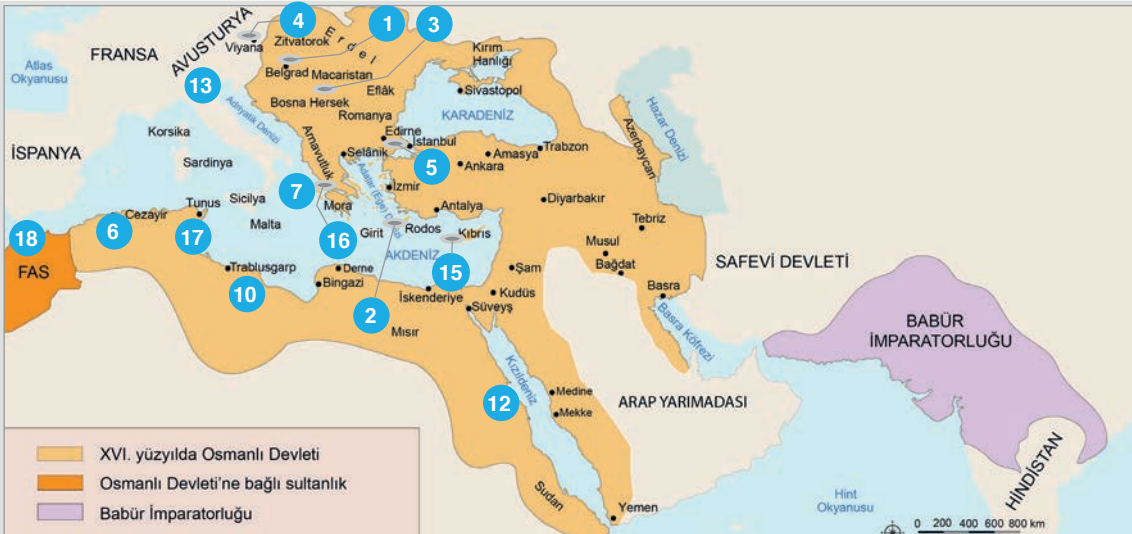 FRANSA
AVUSTURYA
4
1
3
Viyana
Zitvatorok
Erdel
Kırım
Hanlığı
Atlas
Okyanusu
13
Belgrad
Macaristan
Eflâk
Sivastopol
Bosna Hersek
Romanya
KARADENİZ
Hazar Denizi
Adriyatik Denizi
Korsika
Edirne
İstanbul
Trabzon
Azerbaycan
İSPANYA
Arnavutluk
Selânik
5
Amasya
Ankara
Sardinya
7
Adalar (Ege) Denizi
İzmir
Diyarbakır
Sicilya
Mora
Antalya
Tebriz
Cezayir
Tunus
Malta
Girit
Rodos
Kıbrıs
Musul
18
6
17
16
AKDENİZ
Bağdat
SAFEVİ DEVLETİ
FAS
Trablusgarp
Derne
15
Şam
10
Bingazi
İskenderiye
Kudüs
Basra
2
Süveyş
Basra Köfrezi
Mısır
BABÜR
İMPARATORLUĞU
12
Kızıldeniz
Medine
ARAP YARIMADASI
Mekke
XVI. yüzyılda Osmanlı Devleti
Osmanlı Devleti'ne bağlı sultanlık
Babür İmparatorluğu
Sudan
Yemen
Hint
Okyanusu
HİNDİSTAN
0 200 400 600 800 km